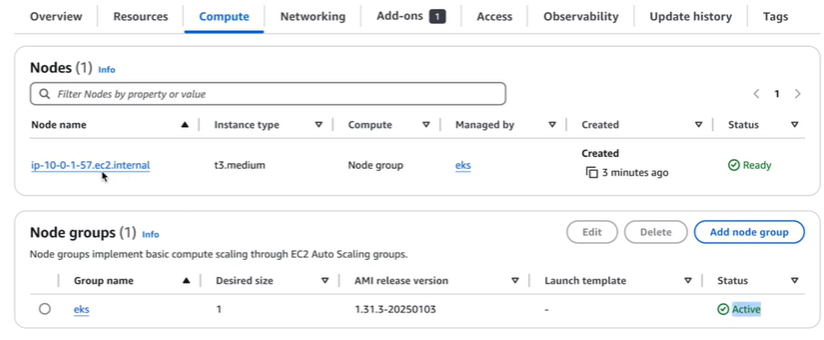 Overview Resources Compute Networking Add-ons 1 Access Observability Update history Tags
Nodes (1) Info
Filter Nodes by property or value
1
Node name Instance type Compute Managed by Created Status
ip-10-0-1-57.ec2.internal t3.medium Node group eks Created 3 minutes ago Ready
Node groups (1) Info Edit Delete Add node group
Node groups implement basic compute scaling through EC2 Auto Scaling groups.
Group name Desired size AMI release version Launch template Status
eks 1 1.31.3-20250103 - Active